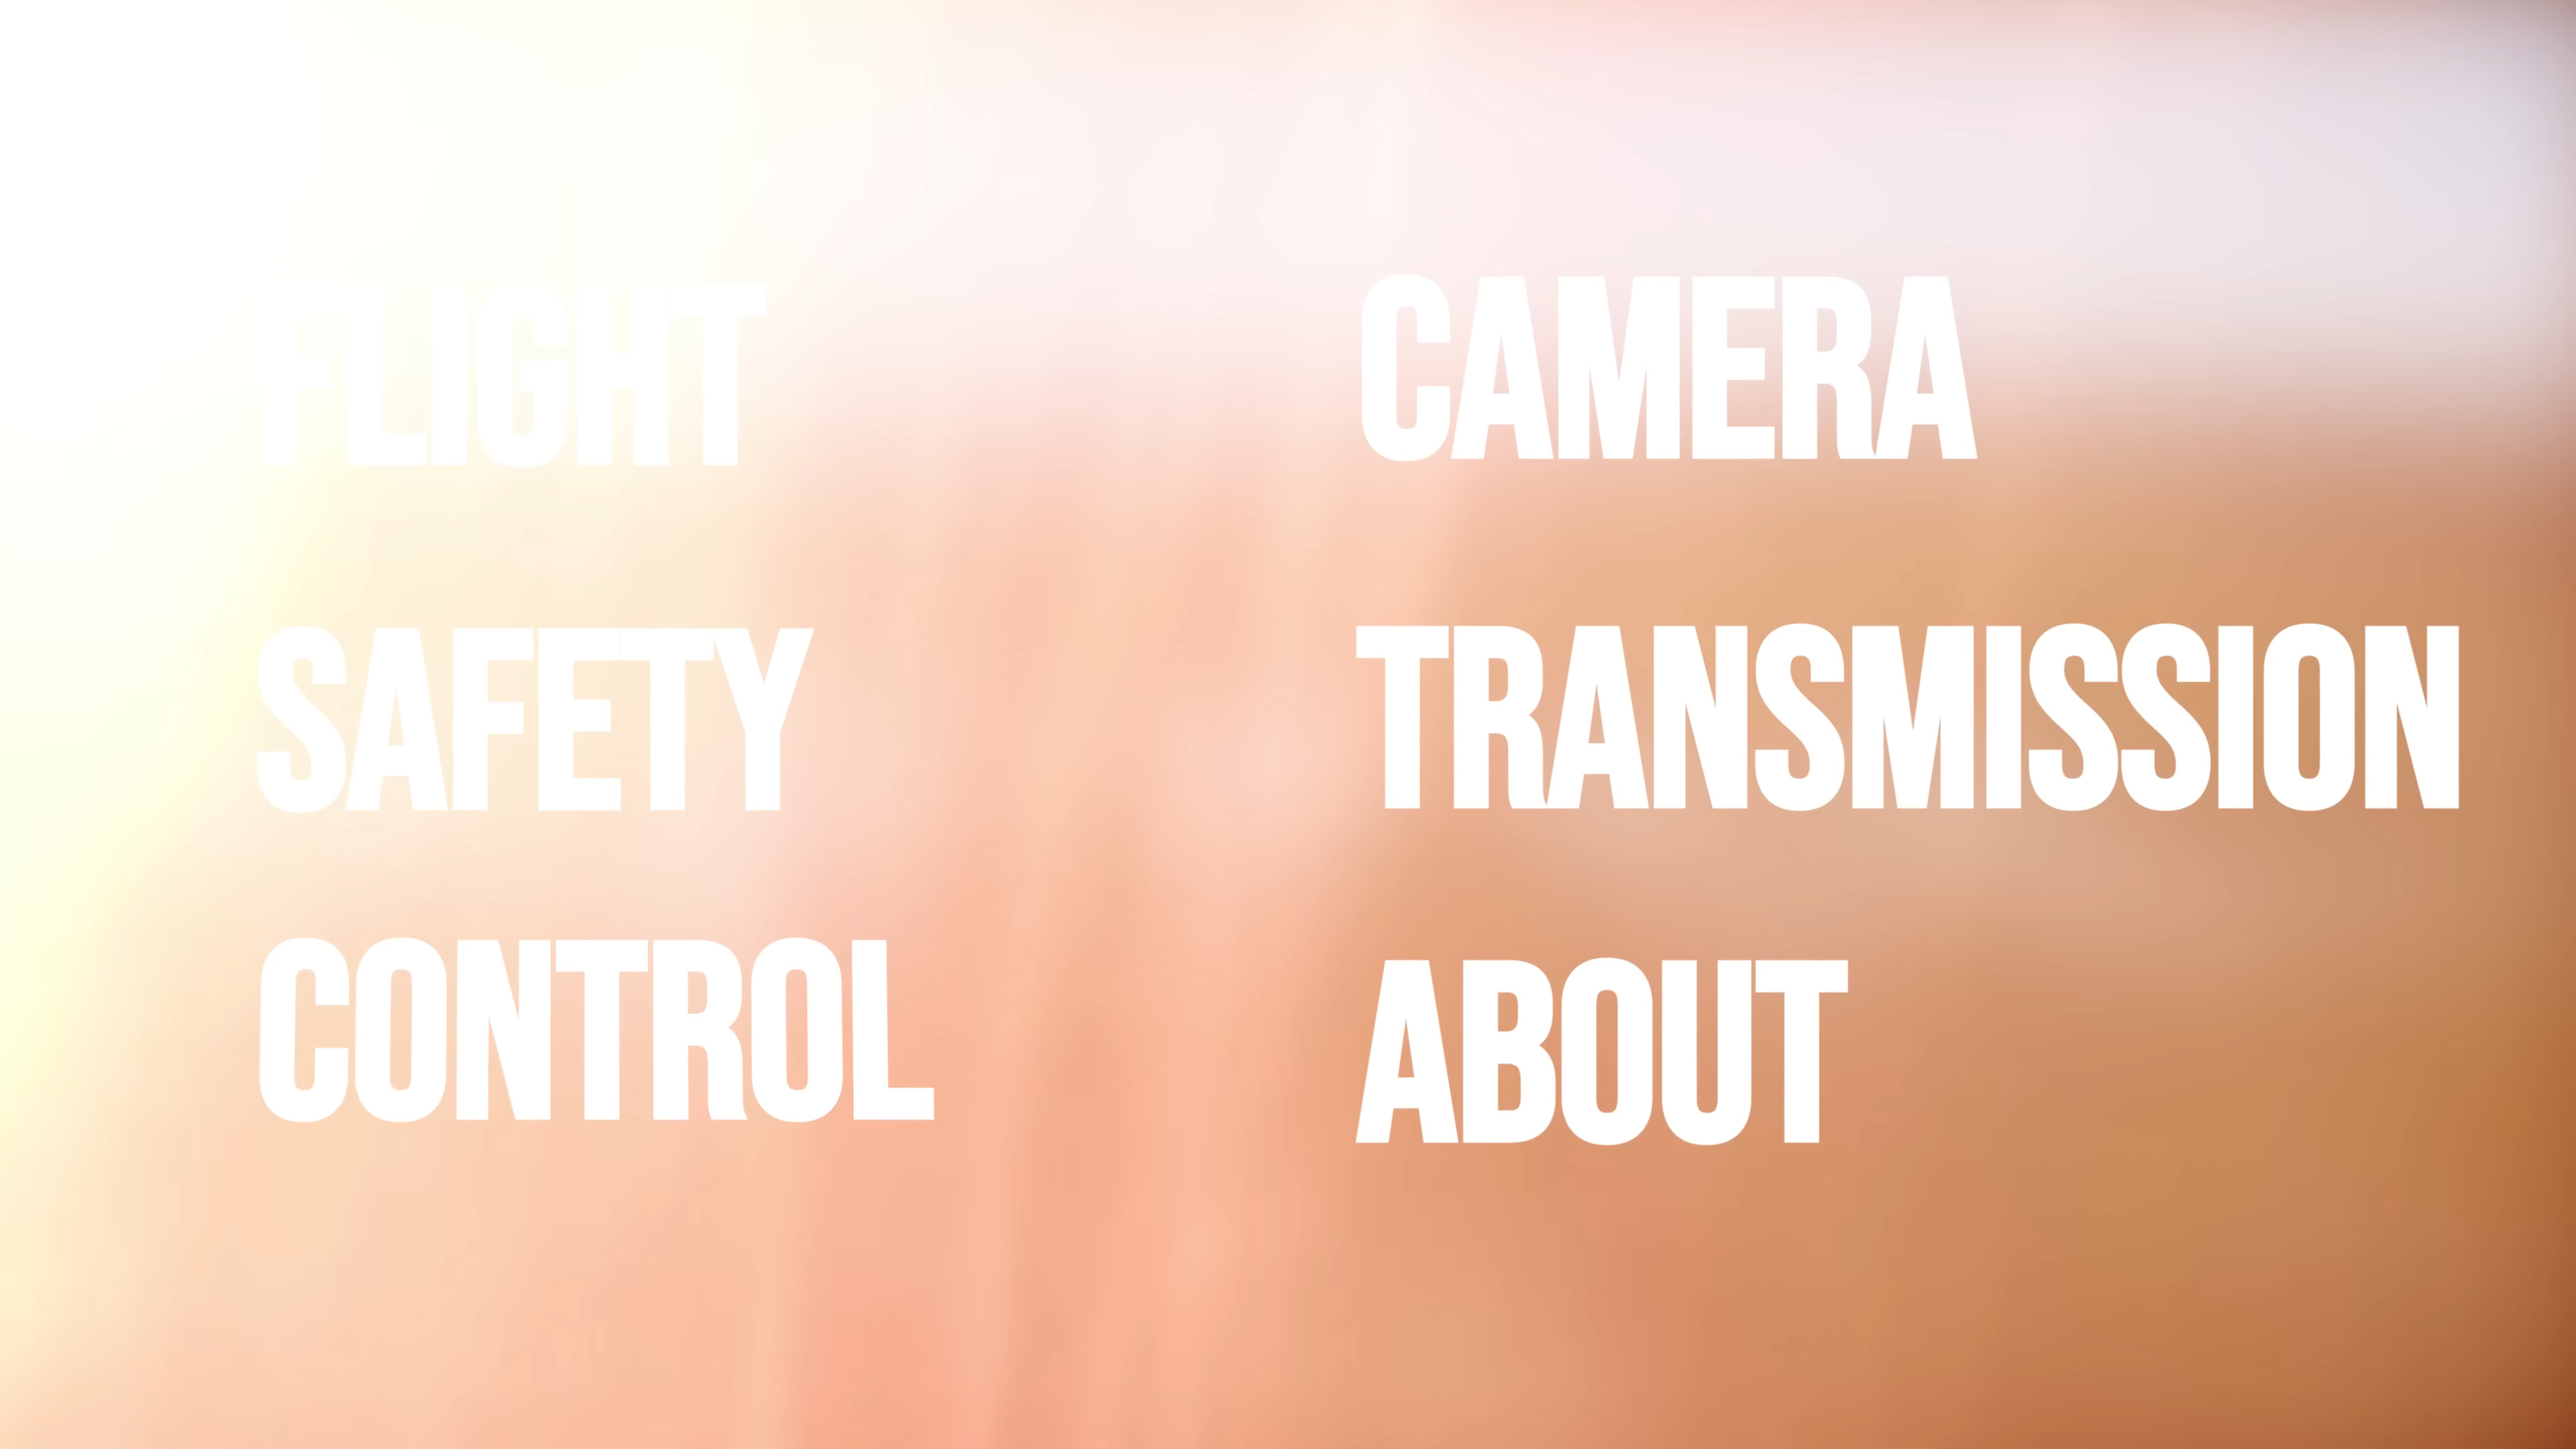 FLIGHT
SAFETY
CONTROL
CAMERA
TRANSMISSION
ABOUT